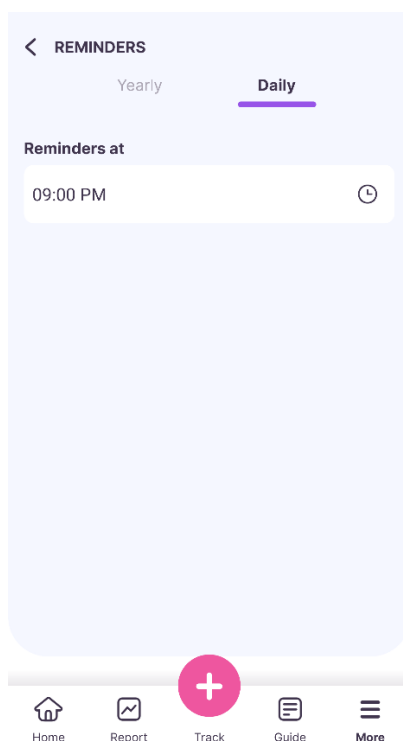 REMINDERS
Yearly Daily
Reminders at
09:00 PM
Home Report Track Guide More